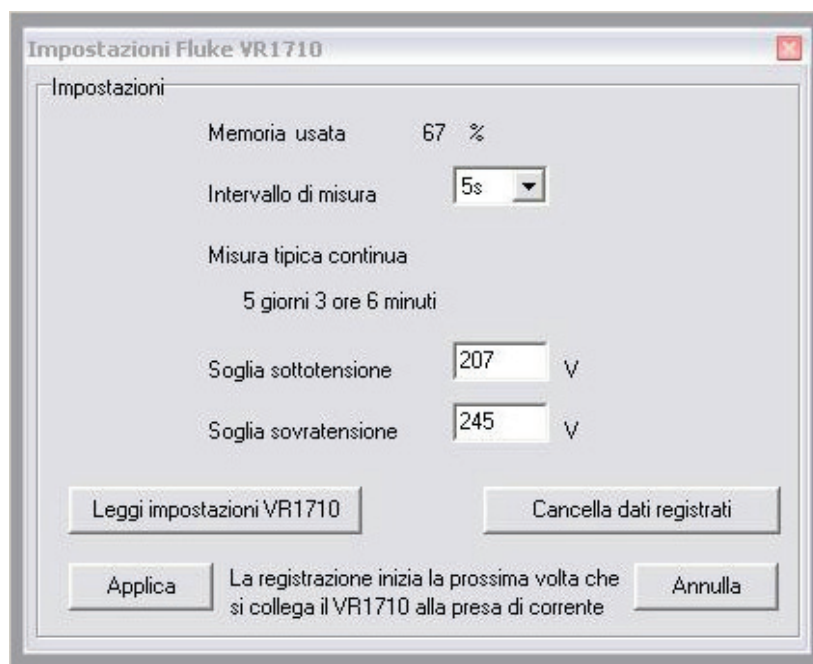 Impostazioni Fluke VR1710
Impostazioni
Memoria usata 67 %
Intervallo di misura 5s
Misura tipica continua
5 giorni 3 ore 6 minuti
Soglia sottotensione 207 V
Soglia sovratensione 245 V
Leggi impostazioni VR1710 Cancella dati registrati
Applica La registrazione inizia la prossima volta che Annulla
si collega il VR1710 alla presa di corrente